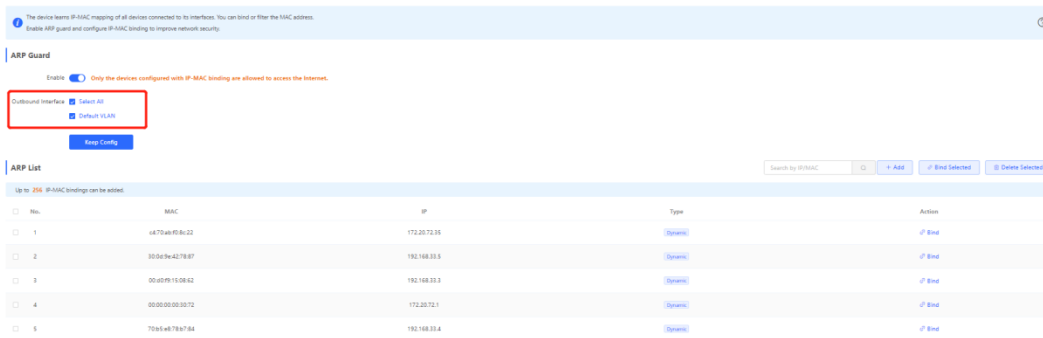 The device learns IP-MAC mapping of all devices connected to its interfaces. You can bind or filter the MAC address.
Enable ARP guard and configure IP-MAC binding to improve network security.
ARP Guard
Enable Only the devices configured with IP-MAC binding are allowed to access the Internet.
Outbound Interface Select All
Default VLAN
Keep Config
ARP List Search by IP/MAC + Add Bind Selected Delete Selected
Up to 256 IP-MAC bindings can be added.
No. MAC IP Type Action
1 c4:70:ab:f0:8c:22 172.20.72.35 Dynamic Bind
2 30:0d:9e:42:78:87 192.168.33.5 Dynamic Bind
3 00:d0:f9:15:08:62 192.168.33.3 Dynamic Bind
4 00:00:00:00:30:72 172.20.72.1 Dynamic Bind
5 70:b5:e8:78:b7:84 192.168.33.4 Dynamic Bind